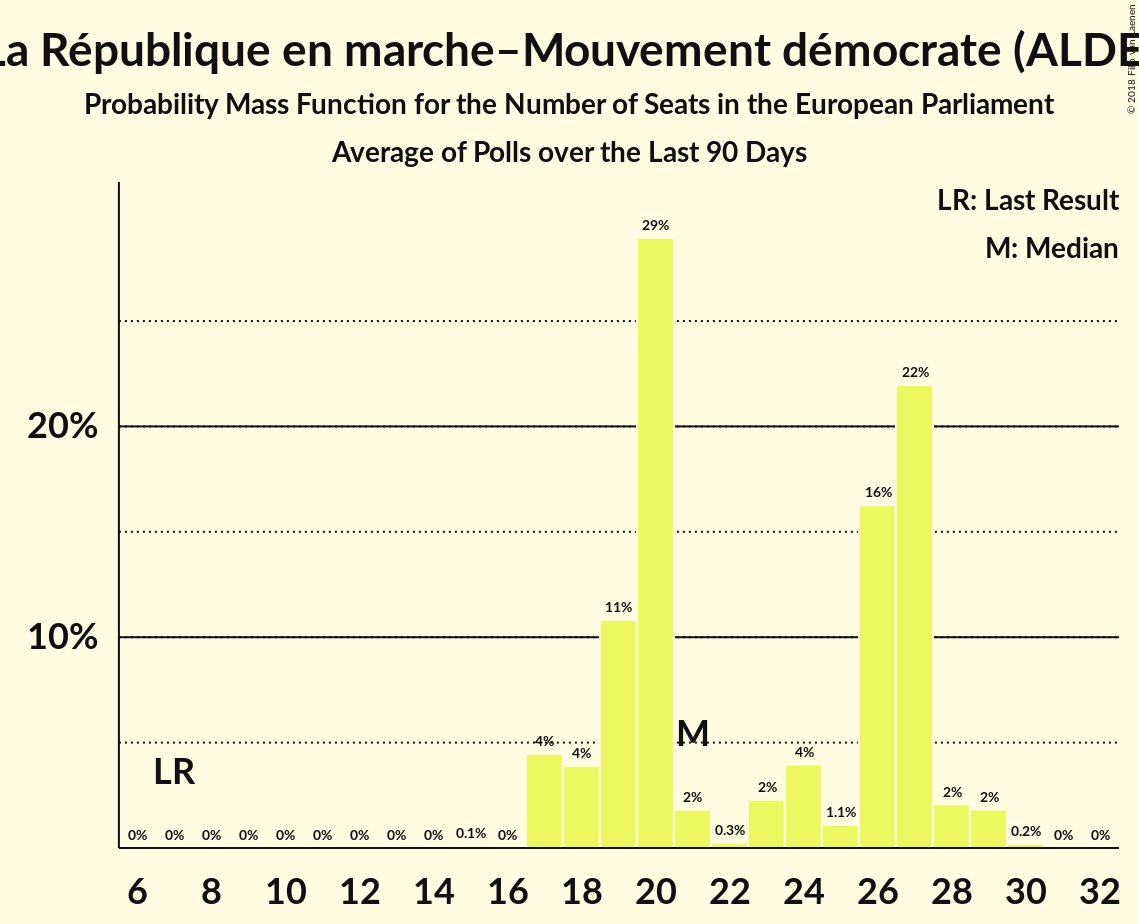 La République en marche–Mouvement démocrate (ALDE
Probability Mass Function for the Number of Seats in the European Parliament
Average of Polls over the Last 90 Days
© 2018 Filip
LR: Last Result
M: Median
29%
22%
20%
16%
11%
10%
M
4%
4%
4%
LR
2%
2%
2%
2%
1.1%
0% 0% 0% 0% 0% 0% 0% 0% 0% 0.1% 0% 0.3% 0.2% 0% 0%
6 8 10 12 14 16 18 20 22 24 26 28 30 32